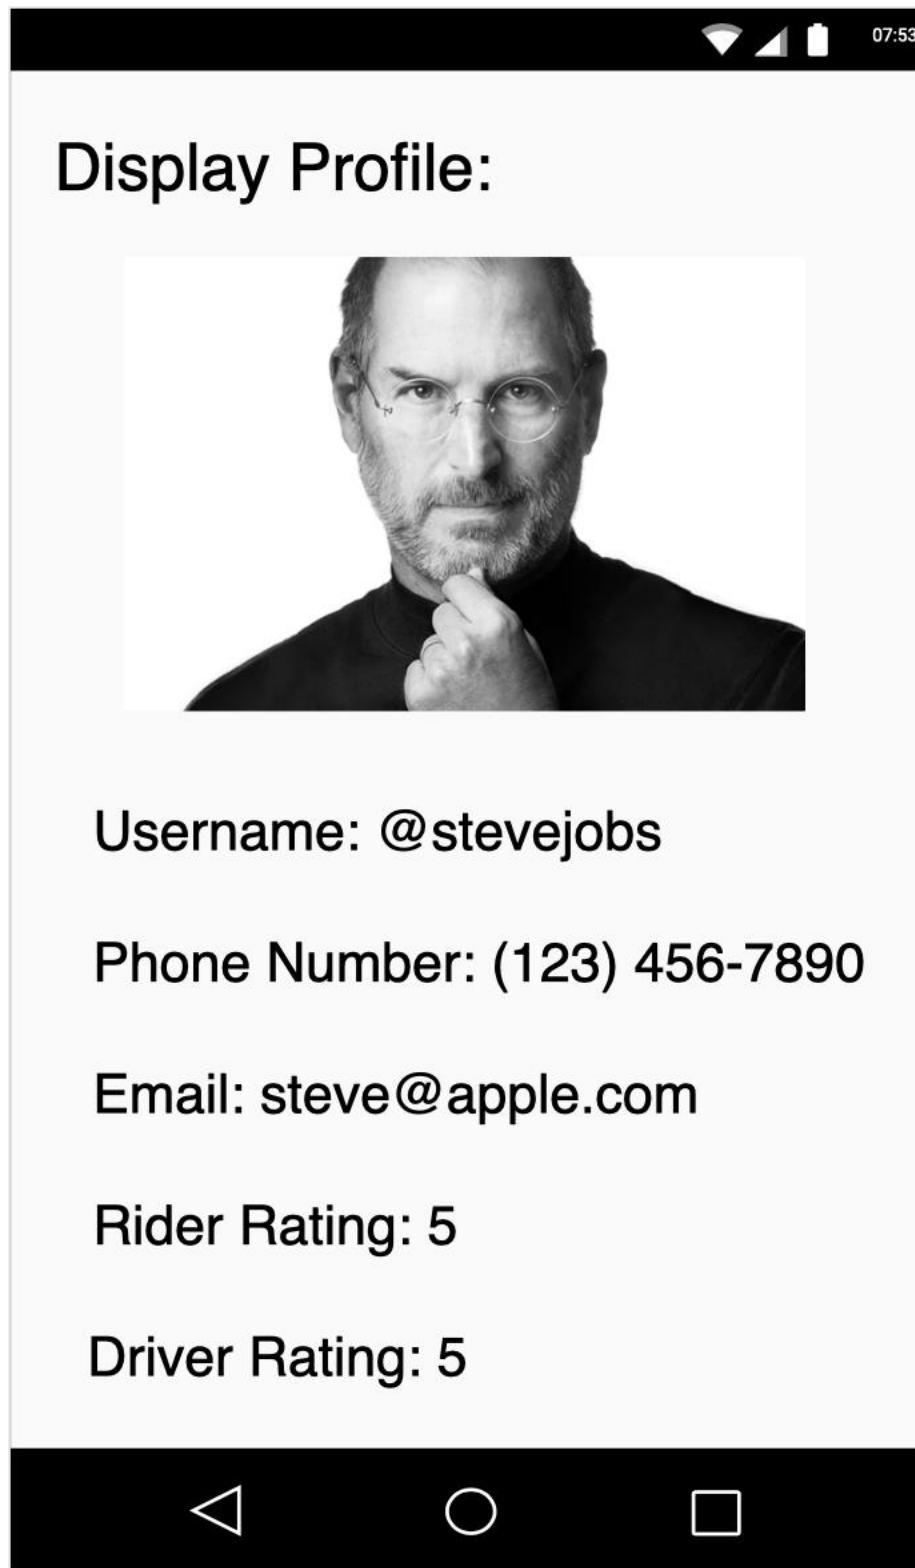 07:53
Display Profile:
Username: @stevejobs
Phone Number: (123) 456-7890
Email: steve@apple.com
Rider Rating: 5
Driver Rating: 5